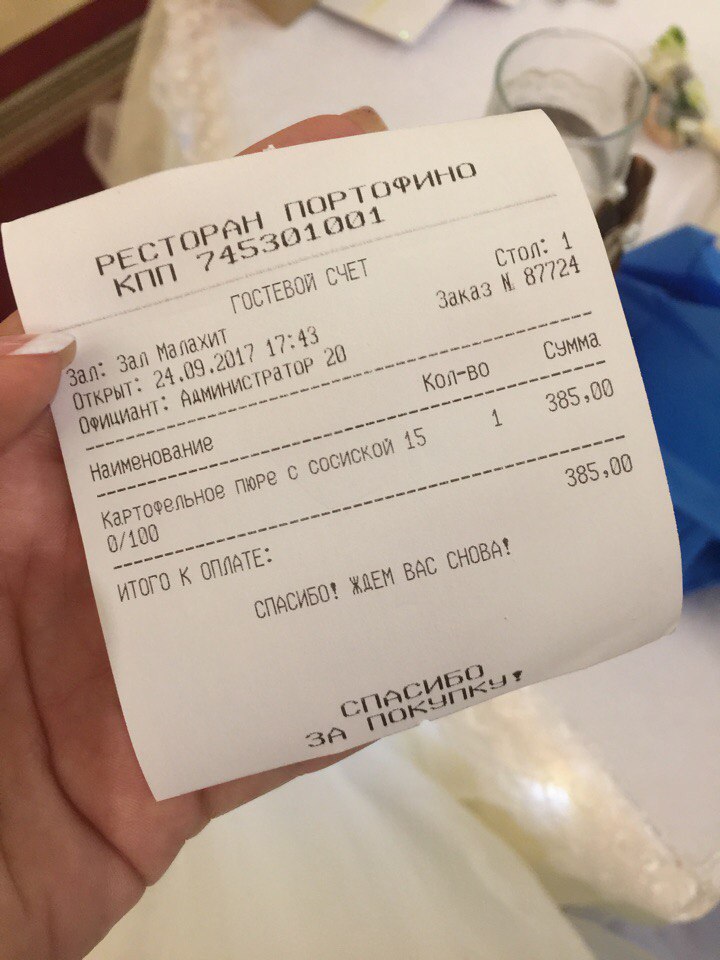 РЕСТОРАН ПОРТОФИНО
КПП 745301001
ГОСТЕВОЙ СЧЕТ
Зал: Зал Малахит Стол: 1
Открыт: 24.09.2017 17:43 Заказ № 87724
Официант: Администратор 20
Наименование Кол-во Сумма
Картофельное пюре с сосиской 15 1 385,00
0/100
ИТОГО К ОПЛАТЕ: 385,00
СПАСИБО! ЖДЕМ ВАС СНОВА!
СПАСИБО
ЗА ПОКУПКУ!